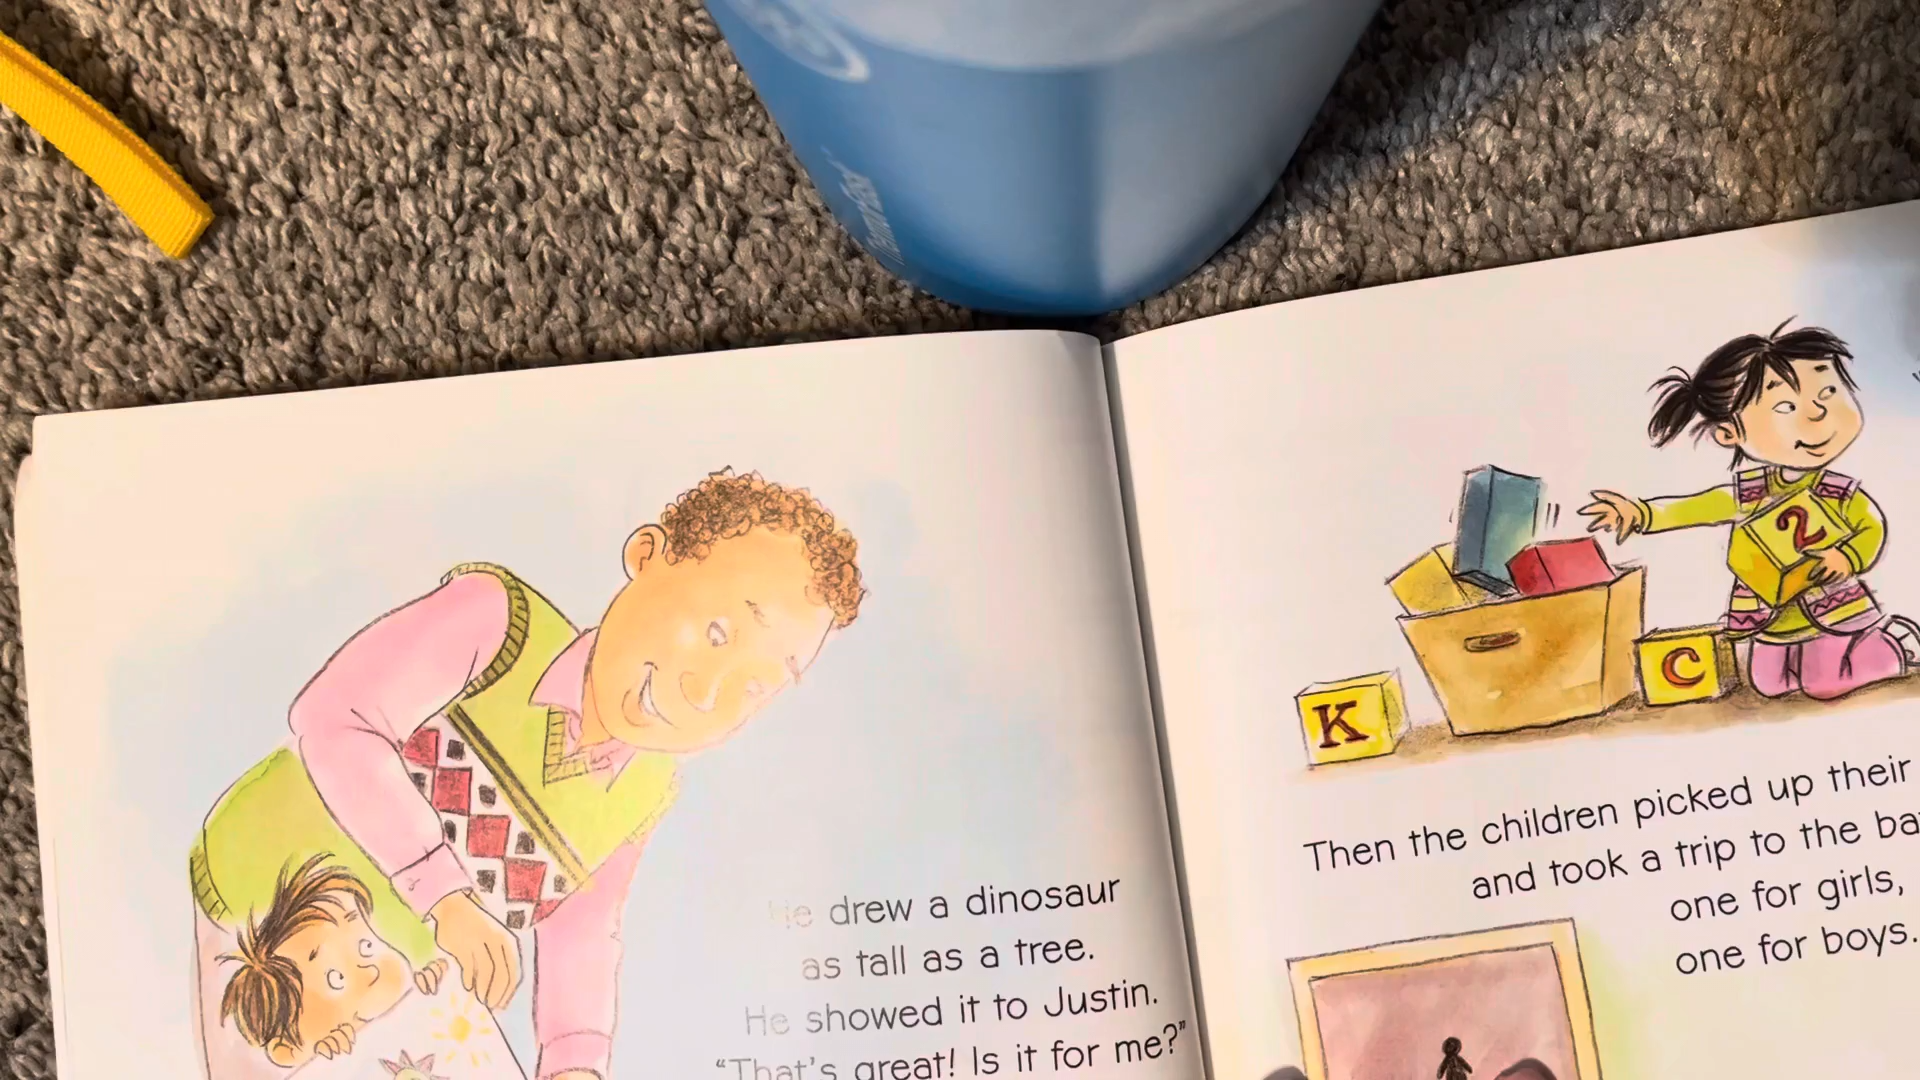 He drew a dinosaur
as tall as a tree.
He showed it to Justin.
“That’s great! Is it for me?”
2
K
C
Then the children picked up their
and took a trip to the
one for girls,
one for boys.